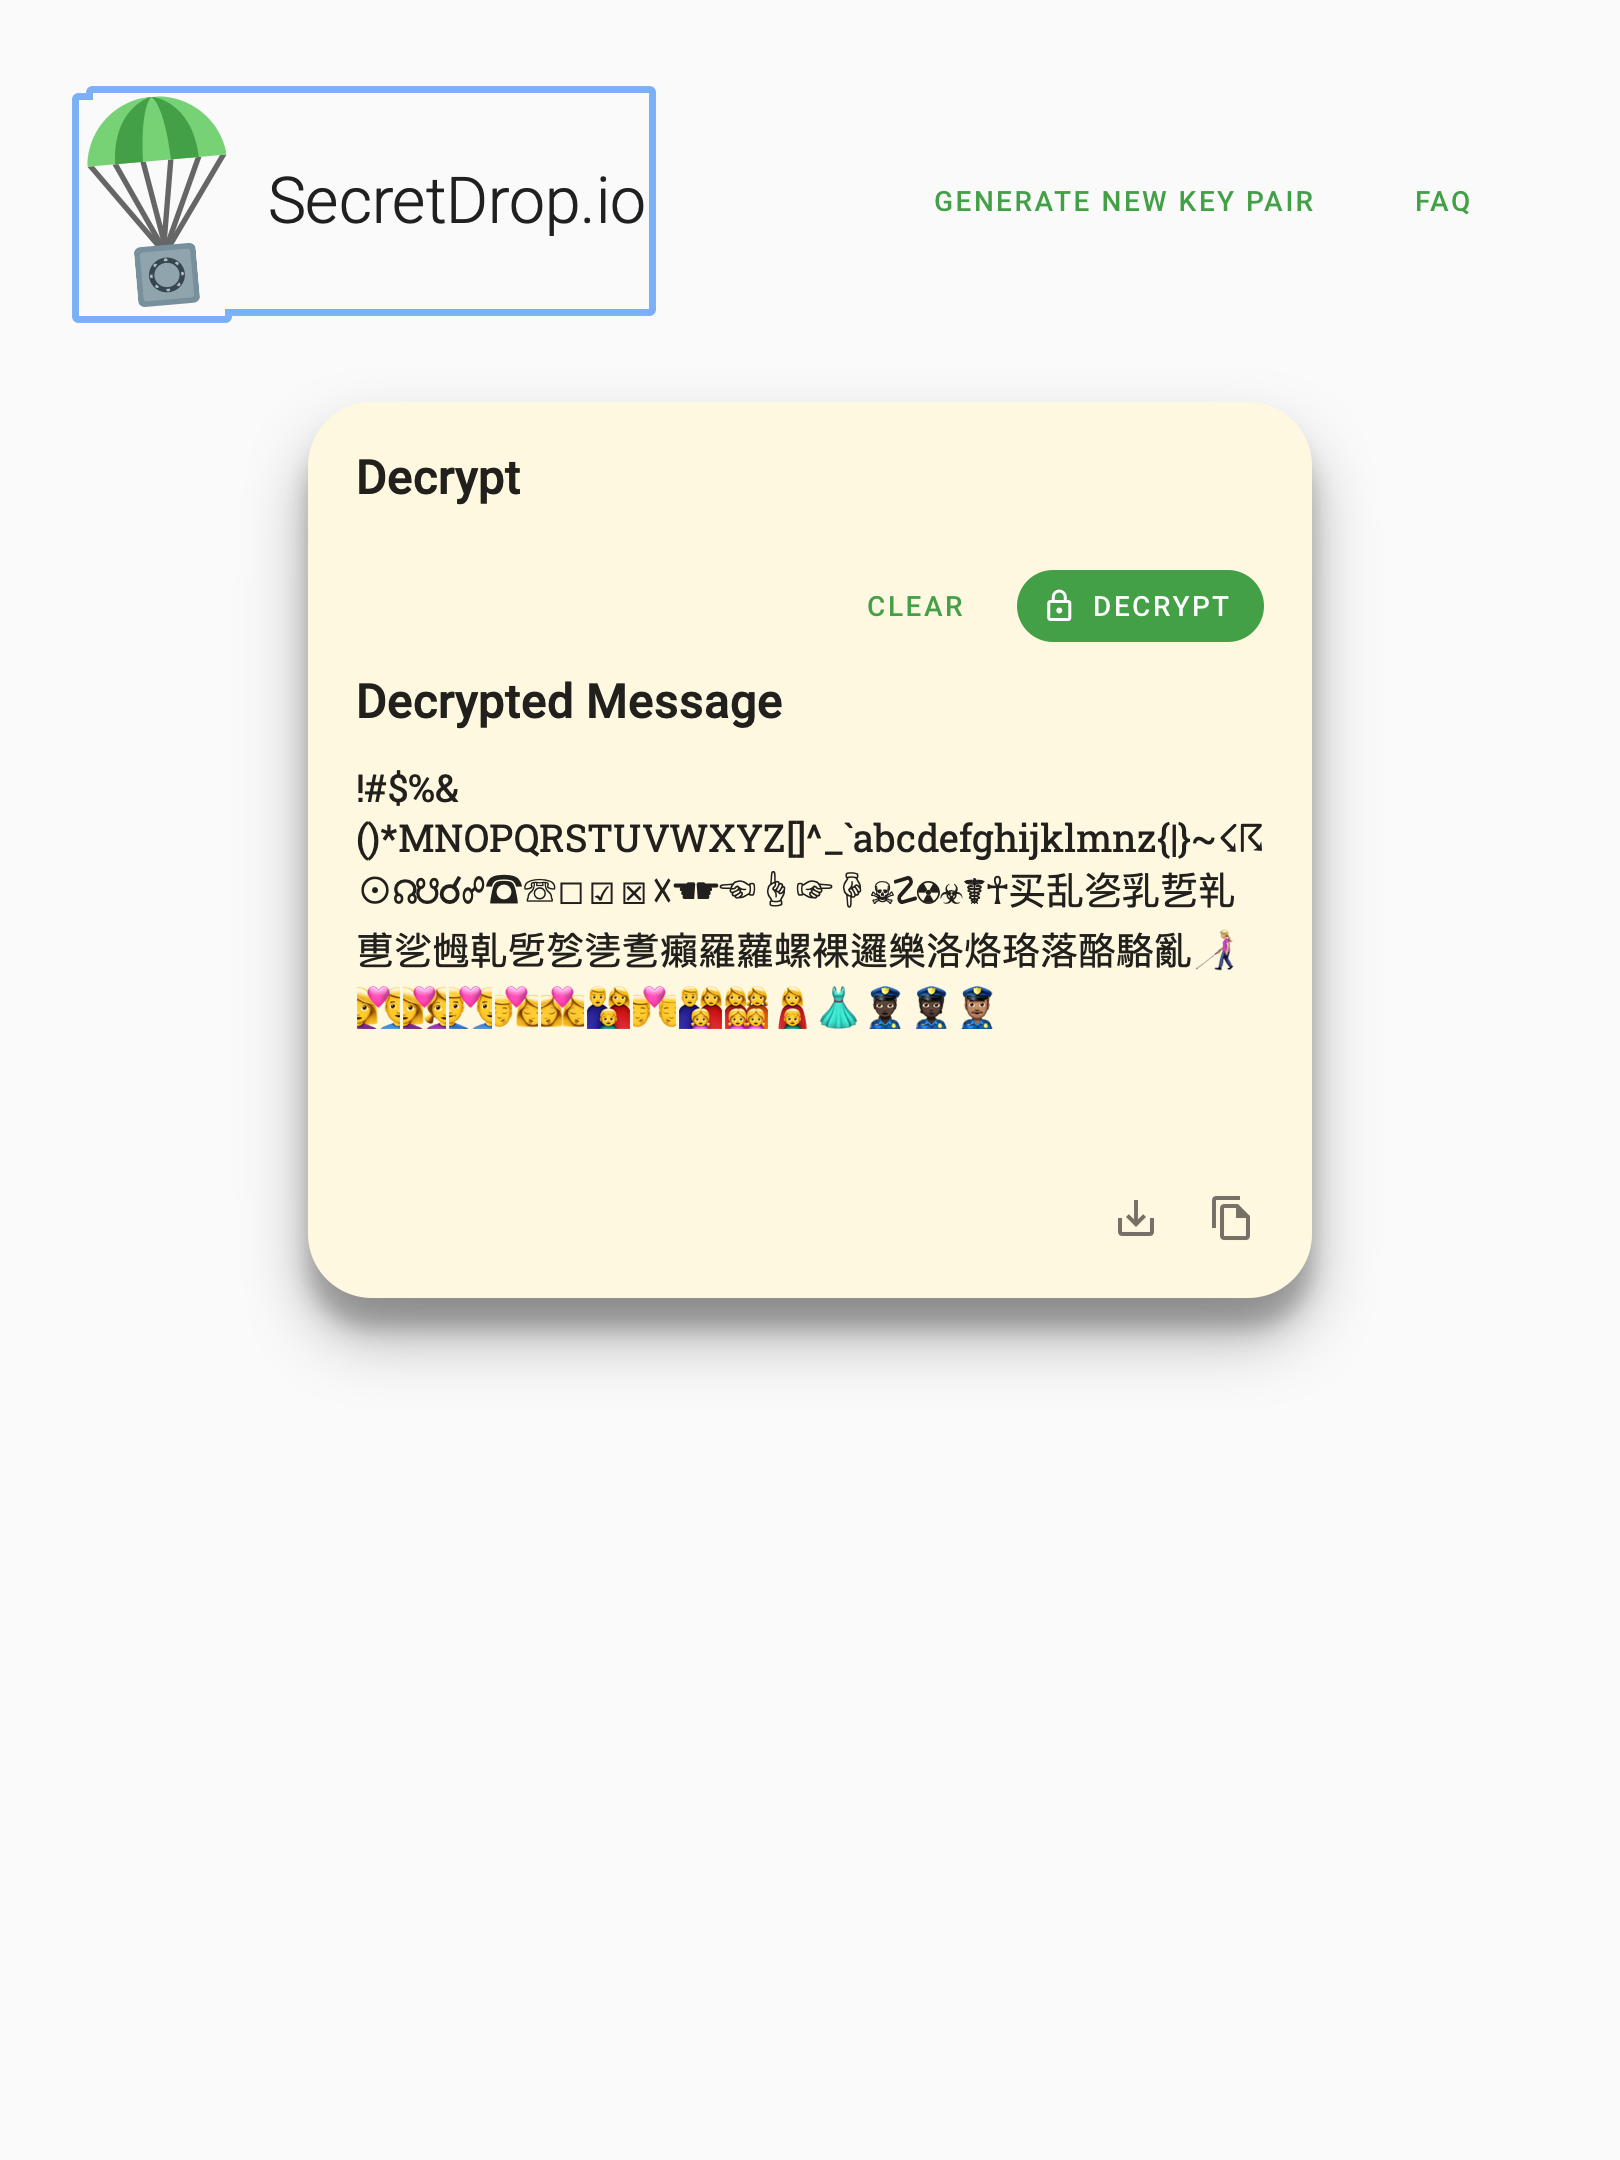 SecretDrop.io
GENERATE NEW KEY PAIR
FAQ
Decrypt
CLEAR
DECRYPT
Decrypted Message
!#$%&
()*MNOPQRSTUVWXYZ[]^_`abcdefghijklmnz{|}~☇☈
☉☊☋☌☍☎☏☐☑☒☓☚☛☜☝☞☟☠☡☢☣☤☥买乱乲乳乴乵
乶乷乸乹乺乻乼乽癩羅蘿螺裸邏樂洛烙珞落酪駱亂👩🏼‍🦯
👩‍❤️‍👨👩‍❤️‍👩👨‍❤️‍👨👨‍❤️‍💋‍👩👩‍❤️‍💋‍👩👨‍👩‍👦👨‍❤️‍💋‍👨👨‍👩‍👧👩‍👩‍👧‍👧👩‍👦👗👮🏿👮🏿👮🏽